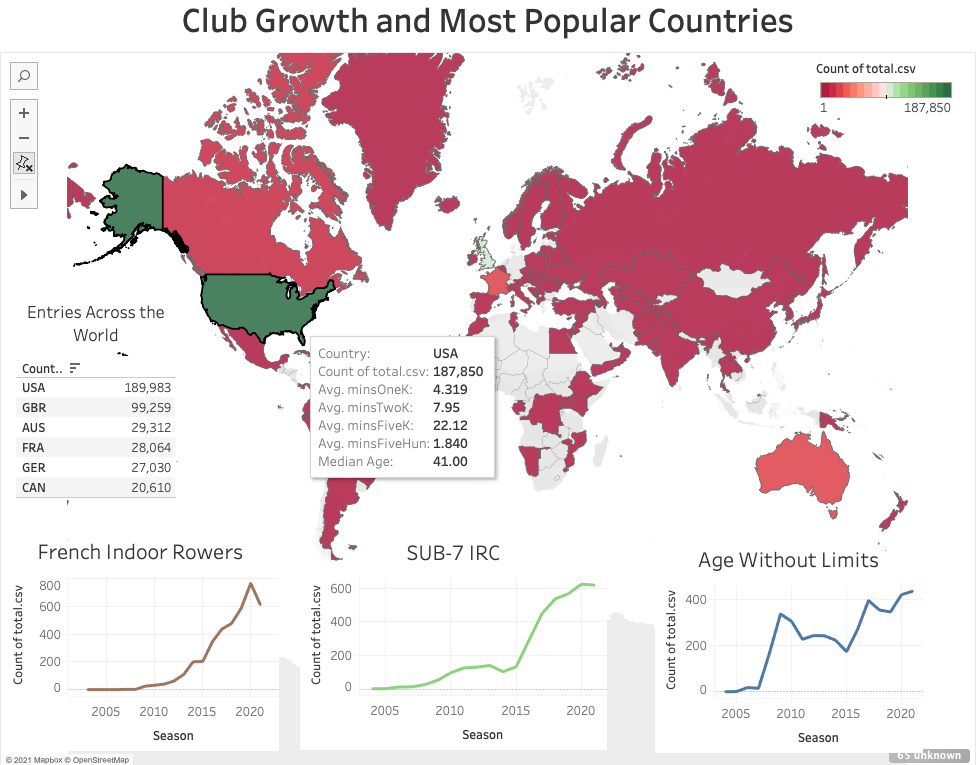 Club Growth and Most Popular Countries
Count of total.csv
1 187,850
Entries Across the
World
Count..
USA 189,983
GBR 99,259
AUS 29,312
FRA 28,064
GER 27,030
CAN 20,610
Country: USA
Count of total.csv: 187,850
Avg. minsOneK: 4.319
Avg. minsTwoK: 7.95
Avg. minsFiveK: 22.12
Avg. minsFiveHun: 1.840
Median Age: 41.00
French Indoor Rowers
Count of total.csv
800
600
400
200
0
2005 2010 2015 2020
Season
SUB-7 IRC
Count of total.csv
600
400
200
0
2005 2010 2015 2020
Season
Age Without Limits
Count of total.csv
400
200
0
2005 2010 2015 2020
Season
© 2021 Mapbox © OpenStreetMap
65 unknown